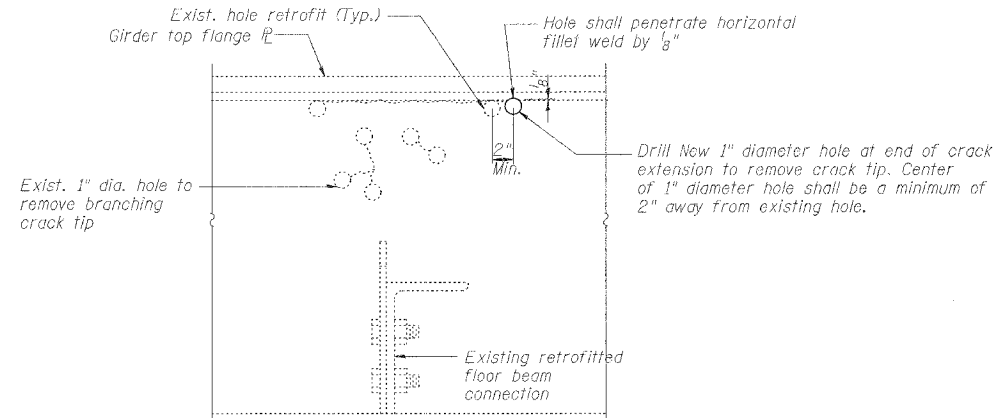 Exist. hole retrofit (Typ.)
Girder top flange ℄
Hole shall penetrate horizontal
fillet weld by 1/8"
1/8"
2"
Min.
Drill New 1" diameter hole at end of crack
extension to remove crack tip. Center
of 1" diameter hole shall be a minimum of
2" away from existing hole.
Exist. 1" dia. hole to
remove branching
crack tip
Existing retrofitted
floor beam
connection